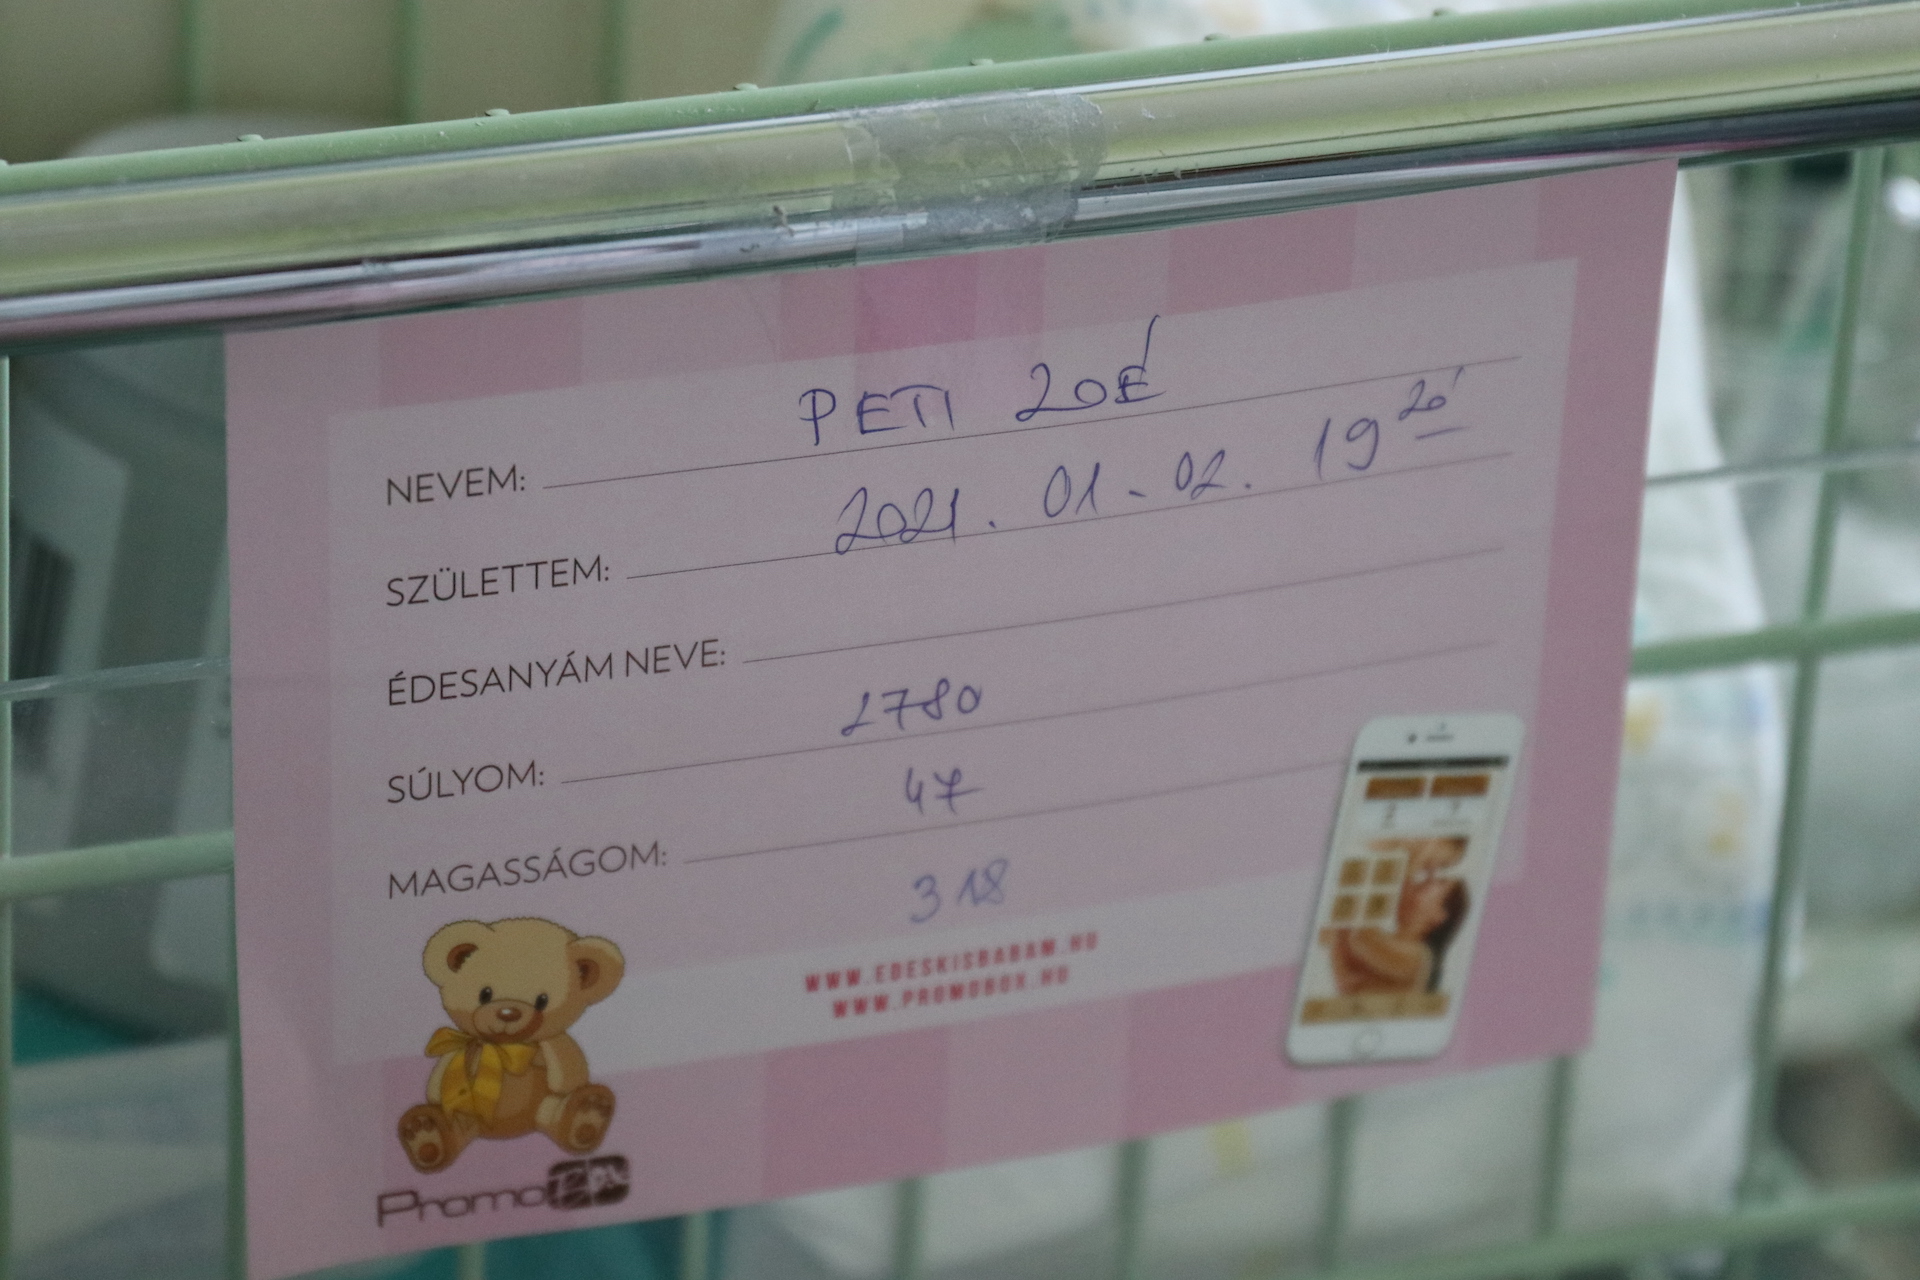 NEVEM: PETI ZOÉ
SZÜLETTEM: 2021. 01-02. 19 20'
ÉDESANYÁM NEVE:
SÚLYOM: 2780
MAGASSÁGOM: 47
318
WWW.EDESKISBABAM.HU
WWW.PROMOBOX.HU
Promo